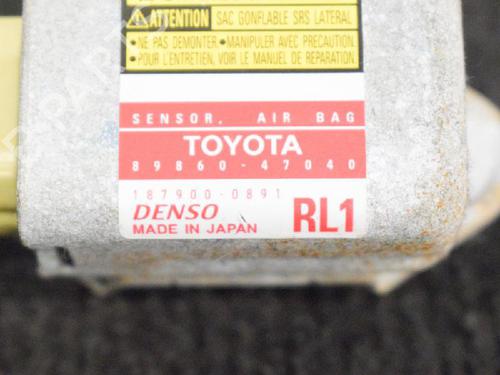 ATTENTION SAC GONFLABLE SRS LATERAL
•NE PAS DEMONTER •MANIPULER AVEC PRECAUTION.
•POUR L'ENTRETIEN, VOIR LE MANUEL DE REPARATION.
SENSOR, AIR BAG
TOYOTA
89860-47040
187900-0891
DENSO
MADE IN JAPAN
RL1